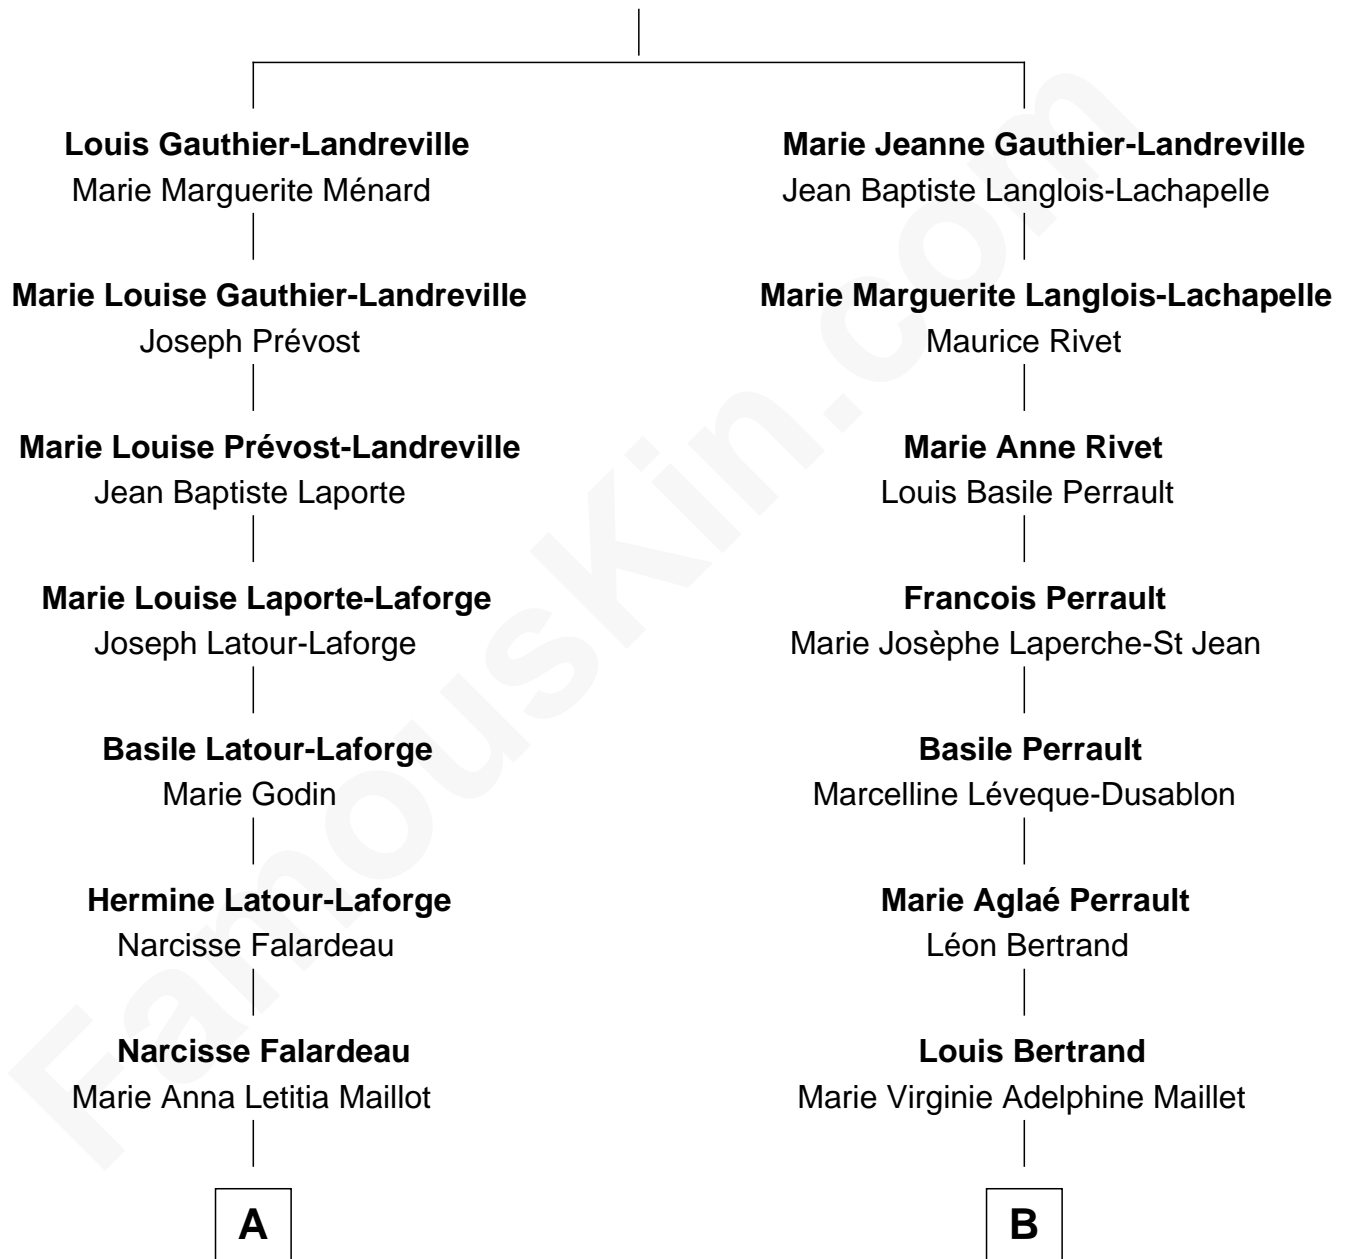 Louis Gauthier-Landreville
Marie Marguerite Ménard
Marie Louise Gauthier-Landreville
Joseph Prévost
Marie Louise Prévost-Landreville
Jean Baptiste Laporte
Marie Louise Laporte-Laforge
Joseph Latour-Laforge
Basile Latour-Laforge
Marie Godin
Hermine Latour-Laforge
Narcisse Falardeau
Narcisse Falardeau
Marie Anna Letitia Maillot
A
Marie Jeanne Gauthier-Landreville
Jean Baptiste Langlois-Lachapelle
Marie Marguerite Langlois-Lachapelle
Maurice Rivet
Marie Anne Rivet
Louis Basile Perrault
Francois Perrault
Marie Josèphe Laperche-St Jean
Basile Perrault
Marcelline Léveque-Dusablon
Marie Aglaé Perrault
Léon Bertrand
Louis Bertrand
Marie Virginie Adelphine Maillet
B
FamousKin.com